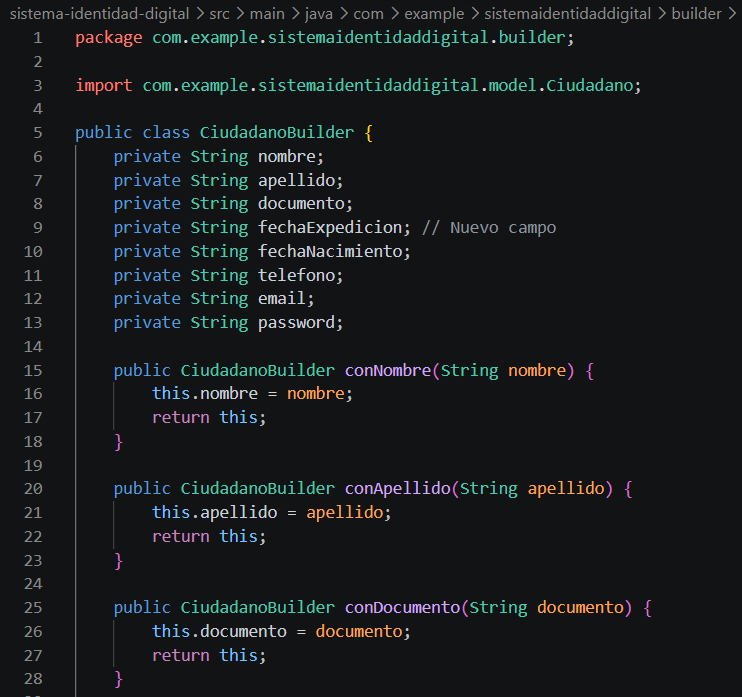 sistema-identidad-digital > src > main > java > com > example > sistemaidentidaddigital > builder >
1 package com.example.sistemaidentidaddigital.builder;
2
3 import com.example.sistemaidentidaddigital.model.Ciudadano;
4
5 public class CiudadanoBuilder {
6     private String nombre;
7     private String apellido;
8     private String documento;
9     private String fechaExpedicion; // Nuevo campo
10     private String fechaNacimiento;
11     private String telefono;
12     private String email;
13     private String password;
14
15     public CiudadanoBuilder conNombre(String nombre) {
16         this.nombre = nombre;
17         return this;
18     }
19
20     public CiudadanoBuilder conApellido(String apellido) {
21         this.apellido = apellido;
22         return this;
23     }
24
25     public CiudadanoBuilder conDocumento(String documento) {
26         this.documento = documento;
27         return this;
28     }